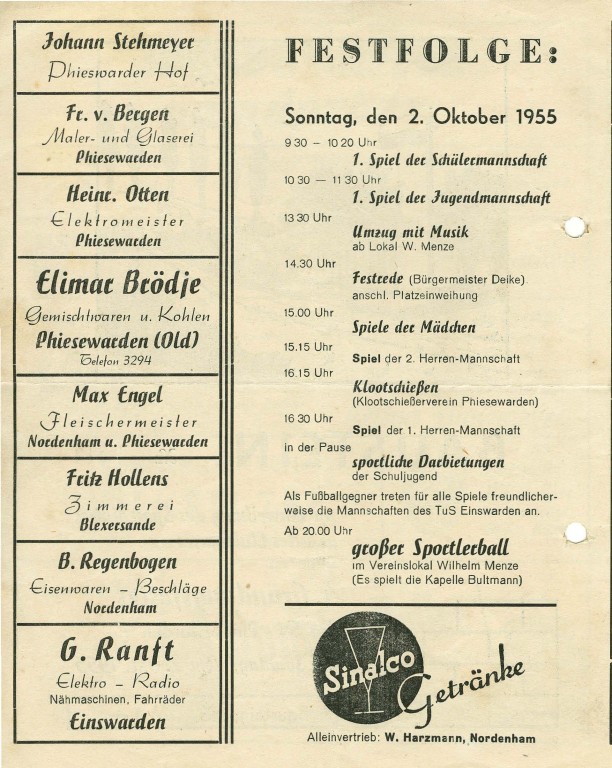 Johann Stehmeyer
Phieswarder Hof
Fr. v. Bergen
Maler- und Glaserei
Phiesewarden
Heinr. Otten
Elektromeister
Phiesewarden
Elimar Brödje
Gemischtwaren u. Kohlen
Phiesewarden (Old)
Telefon 3294
Max Engel
Fleischermeister
Nordenham u. Phiesewarden
Fritz Hollens
Zimmerei
Blexersande
B. Regenbogen
Eisenwaren – Beschläge
Nordenham
G. Ranft
Elektro – Radio
Nähmaschinen, Fahrräder
Einswarden
FESTFOLGE:
Sonntag, den 2. Oktober 1955
9 30 – 10 20 Uhr
1. Spiel der Schülermannschaft
10 30 — 11 30 Uhr
1. Spiel der Jugendmannschaft
13 30 Uhr
Umzug mit Musik
ab Lokal W. Menze
14.30 Uhr
Festrede (Bürgermeister Deike)
anschl. Platzeinweihung
15.00 Uhr
Spiele der Mädchen
15.15 Uhr
Spiel der 2. Herren-Mannschaft
16.15 Uhr
Klootschießen
(Klootschießerverein Phiesewarden)
16 30 Uhr
Spiel der 1. Herren-Mannschaft
in der Pause
sportliche Darbietungen
der Schuljugend
Als Fußballgegner treten für alle Spiele freundlicher-
weise die Mannschaften des TuS Einswarden an.
Ab 20.00 Uhr
großer Sportlerball
im Vereinslokal Wilhelm Menze
(Es spielt die Kapelle Bultmann)
Sinalco
Getränke
Alleinvertrieb: W. Harzmann, Nordenham